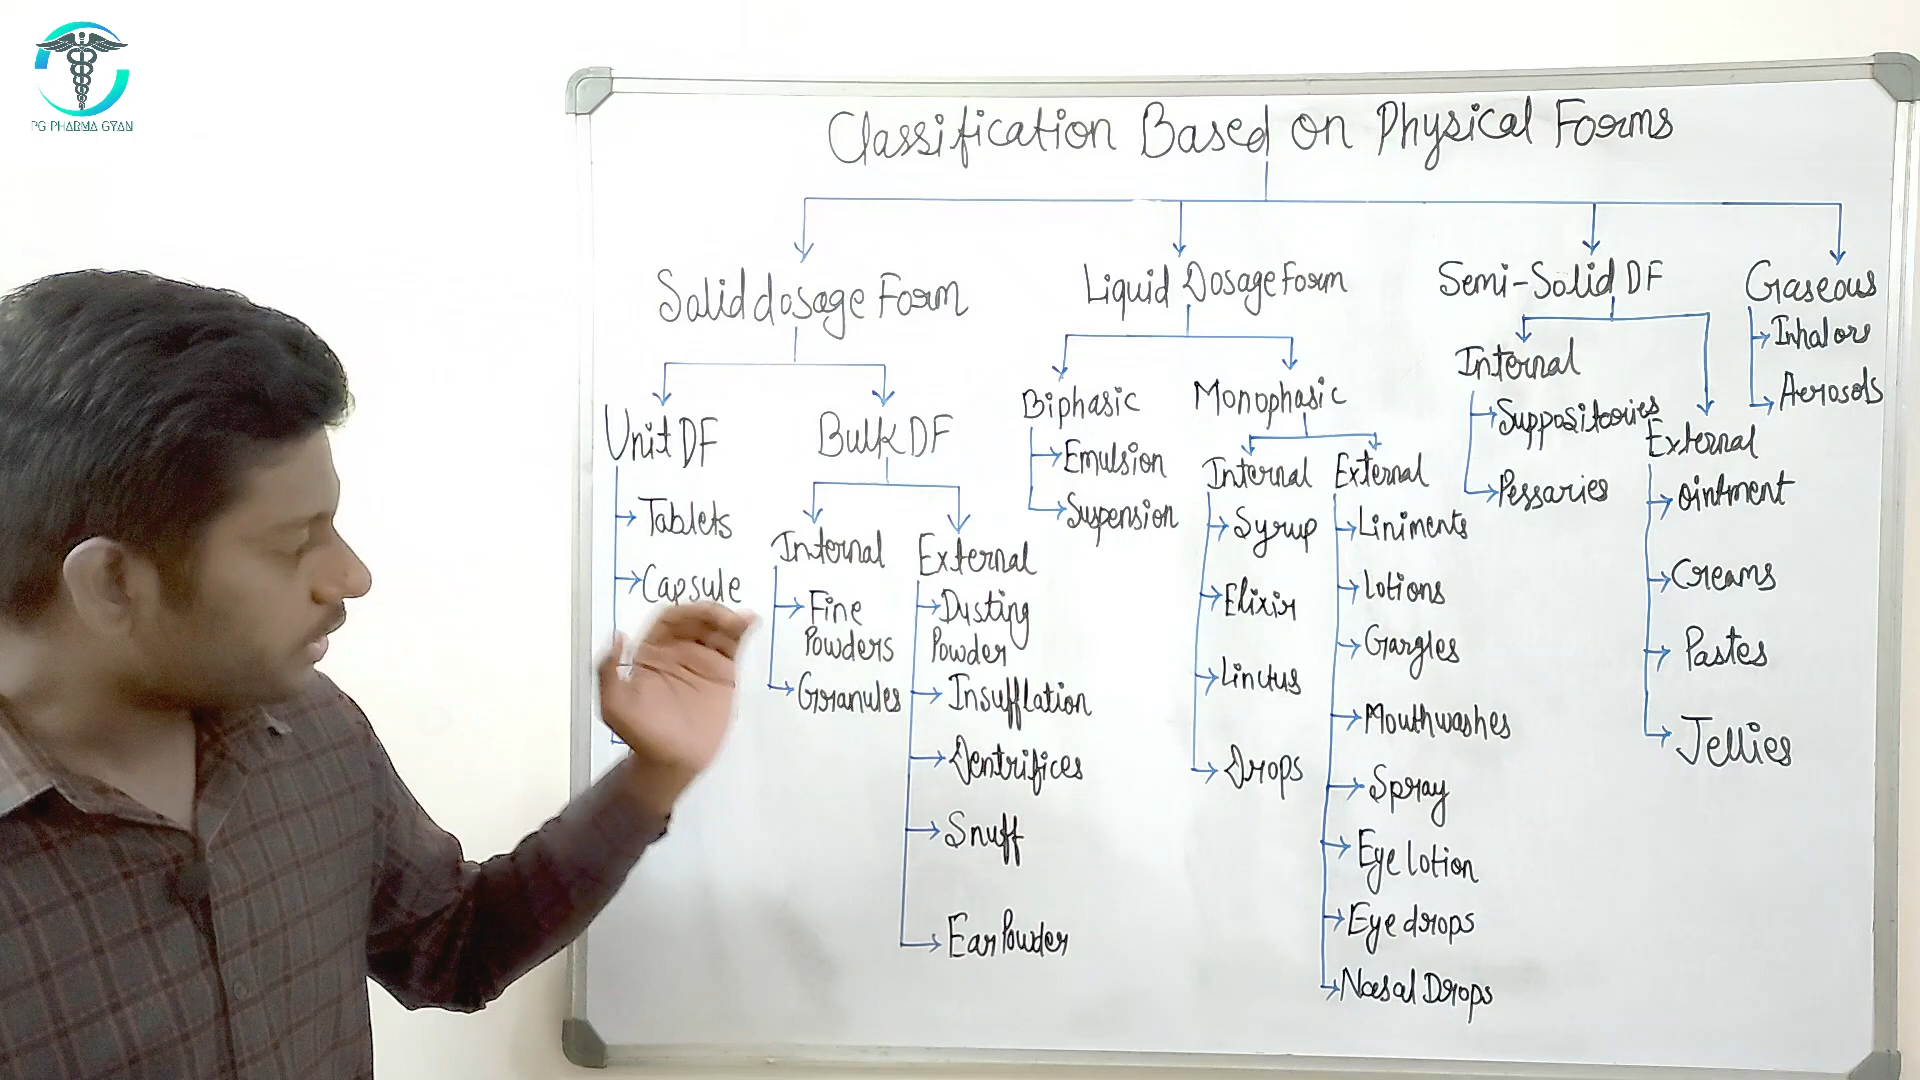 PG PHARMA GYAN
Classification Based on Physical Forms
Solid dosage Form
Unit DF
Tablets
Capsule
Bulk DF
Internal
Fine
Powders
Granules
External
Dusting
Powder
Insufflation
Dentrifices
Snuff
Ear Powder
Liquid Dosage Form
Biphasic
Emulsion
Suspension
Monophasic
Internal
Syrup
Elixir
Linctus
Drops
External
Liniments
Lotions
Gargles
Mouthwashes
Spray
Eye lotion
Eye drops
Nasal Drops
Semi-Solid DF
Internal
Suppositories
Pessaries
External
ointment
Creams
Pastes
Jellies
Gaseous
Inhalors
Aerosols